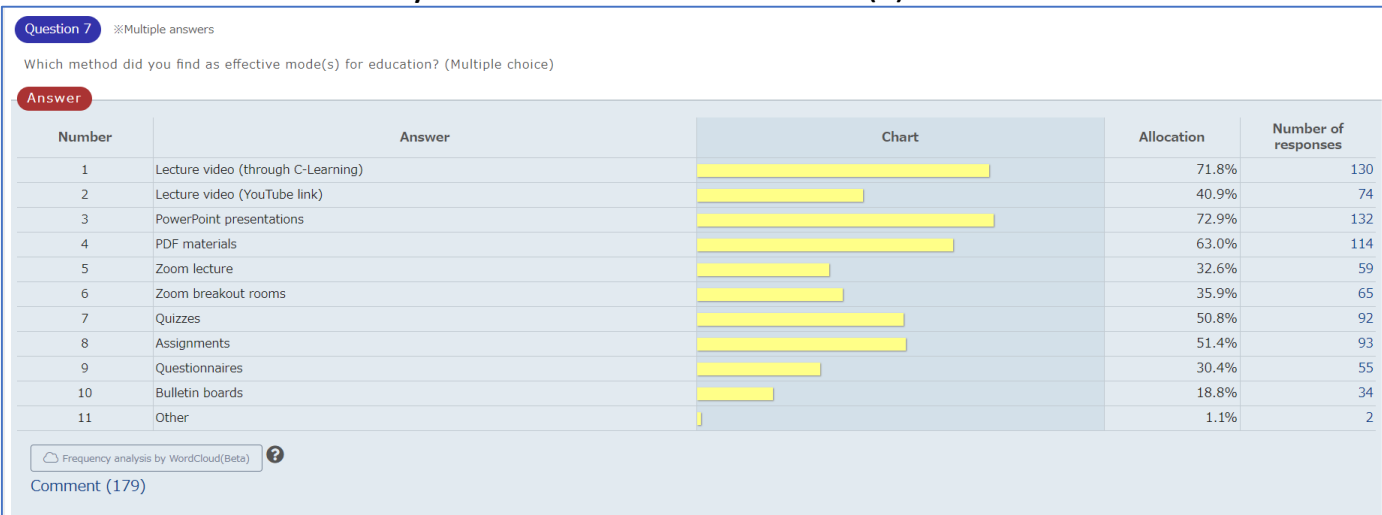 Question 7 ※Multiple answers
Which method did you find as effective mode(s) for education? (Multiple choice)
Answer
Number Answer Chart Allocation Number of responses
1 Lecture video (through C-Learning) 71.8% 130
2 Lecture video (YouTube link) 40.9% 74
3 PowerPoint presentations 72.9% 132
4 PDF materials 63.0% 114
5 Zoom lecture 32.6% 59
6 Zoom breakout rooms 35.9% 65
7 Quizzes 50.8% 92
8 Assignments 51.4% 93
9 Questionnaires 30.4% 55
10 Bulletin boards 18.8% 34
11 Other 1.1% 2
Frequency analysis by WordCloud(Beta) ?
Comment (179)